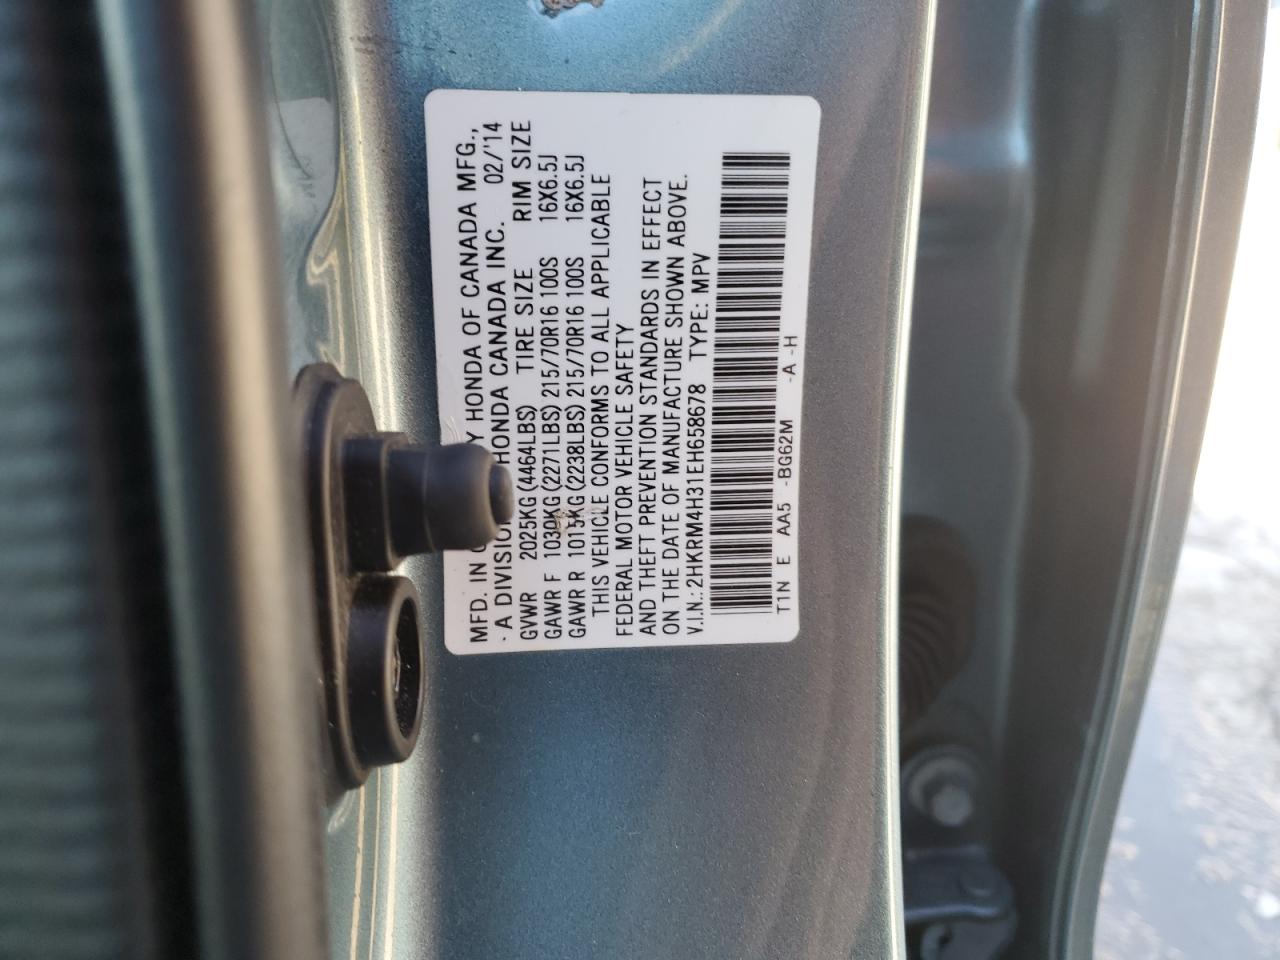 MFD. IN BY HONDA OF CANADA MFG.,
· A DIVISION HONDA CANADA INC. 02/'14
GVWR 2025KG (4464LBS) TIRE SIZE RIM SIZE
GAWR F 1030KG (2271LBS) 215/70R16 100S 16X6.5J
GAWR R 1015KG (2238LBS) 215/70R16 100S 16X6.5J
THIS VEHICLE CONFORMS TO ALL APPLICABLE
FEDERAL MOTOR VEHICLE SAFETY
AND THEFT PREVENTION STANDARDS IN EFFECT
ON THE DATE OF MANUFACTURE SHOWN ABOVE.
V.I.N.: 2HKRM4H31EH658678 TYPE: MPV
T1N E AA5 -BG62M -A -H